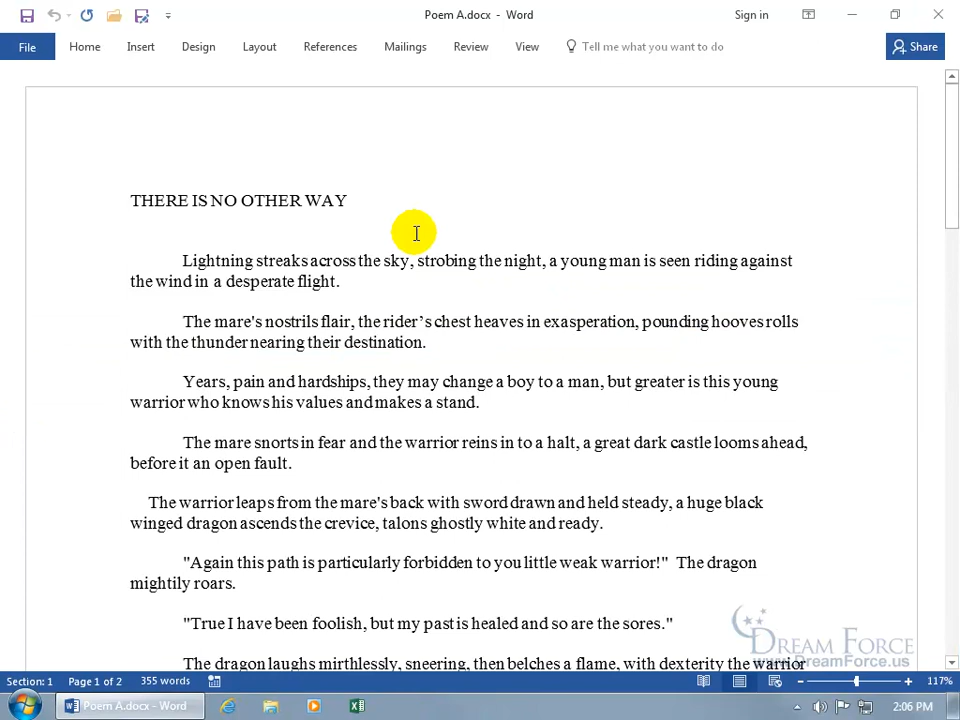 Poem A.docx - Word
Sign in
File Home Insert Design Layout References Mailings Review View Tell me what you want to do Share
THERE IS NO OTHER WAY
Lightning streaks across the sky, strobing the night, a young man is seen riding against
the wind in a desperate flight.
The mare's nostrils flair, the rider’s chest heaves in exasperation, pounding hooves rolls
with the thunder nearing their destination.
Years, pain and hardships, they may change a boy to a man, but greater is this young
warrior who knows his values and makes a stand.
The mare snorts in fear and the warrior reins in to a halt, a great dark castle looms ahead,
before it an open fault.
The warrior leaps from the mare's back with sword drawn and held steady, a huge black
winged dragon ascends the crevice, talons ghostly white and ready.
"Again this path is particularly forbidden to you little weak warrior!"  The dragon
mightily roars.
"True I have been foolish, but my past is healed and so are the sores."
The dragon laughs mirthlessly, sneering, then belches a flame, with dexterity the warrior
DREAM FORCE
www.DreamForce.us
Section: 1 Page 1 of 2 355 words 117%
Poem A.docx - Word 2:06 PM